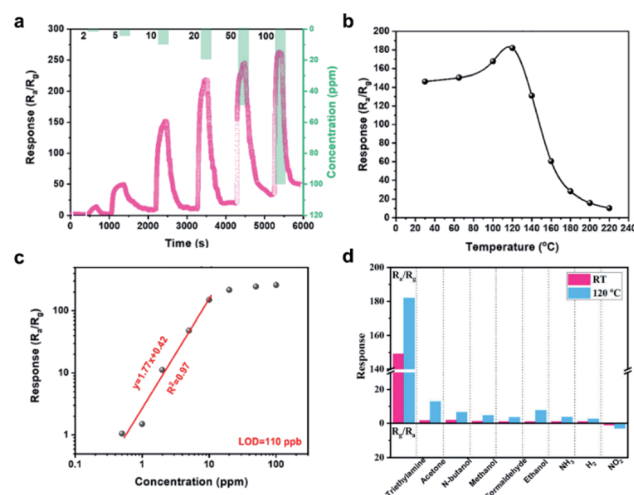 a
2 5 10 20 50 100
300
250
200
150
100
50
0
Response (Ra/Rg)
0
20
40
60
80
100
120
Concentration (ppm)
0 1000 2000 3000 4000 5000 6000
Time (s)
b
200
180
160
140
120
100
80
60
40
20
0
Response (Ra/Rg)
0 20 40 60 80 100 120 140 160 180 200 220 240
Temperature (°C)
c
100
10
1
Response (Ra/Rg)
y=1.77x+0.42
R²=0.97
LOD=110 ppb
0.1 1 10 100
Concentration (ppm)
d
200
180
160
140
20
0
Response
Ra/Rg
RT
120 °C
Rg/Ra
Triethylamine
Acetone
N-butanol
Methanol
Formaldehyde
Ethanol
NH3
H2
NO2